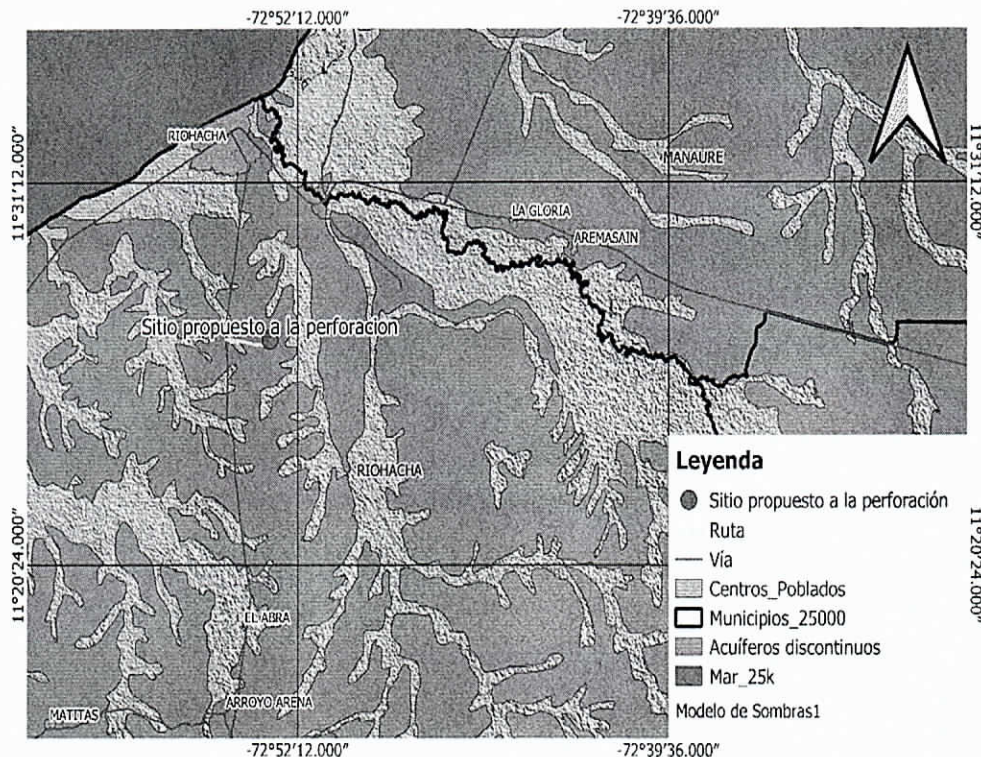 -72°52'12.000"
-72°39'36.000"
RIOHACHA
MANAURE
11°31'12.000"
11°31'12.000"
LA GLORIA
AREMASAIN
Sitio propuesto a la perforacion
RIOHACHA
11°20'24.000"
11°20'24.000"
EL ABRA
ARROYO ARENA
MATITAS
Leyenda
Sitio propuesto a la perforación
Ruta
Vía
Centros_Poblados
Municipios_25000
Acuíferos discontinuos
Mar_25k
Modelo de Sombras1
-72°52'12.000"
-72°39'36.000"